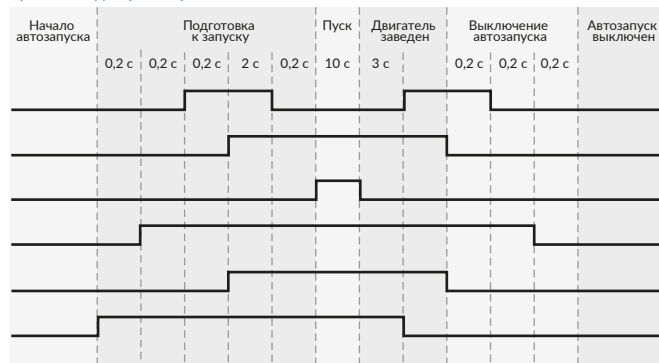 Начало
автозапуска
Подготовка
к запуску
Пуск
Двигатель
заведен
Выключение
автозапуска
Автозапуск
выключен
0,2 с 0,2 с 0,2 с 2 с 0,2 с 10 с 3 с 0,2 с 0,2 с 0,2 с